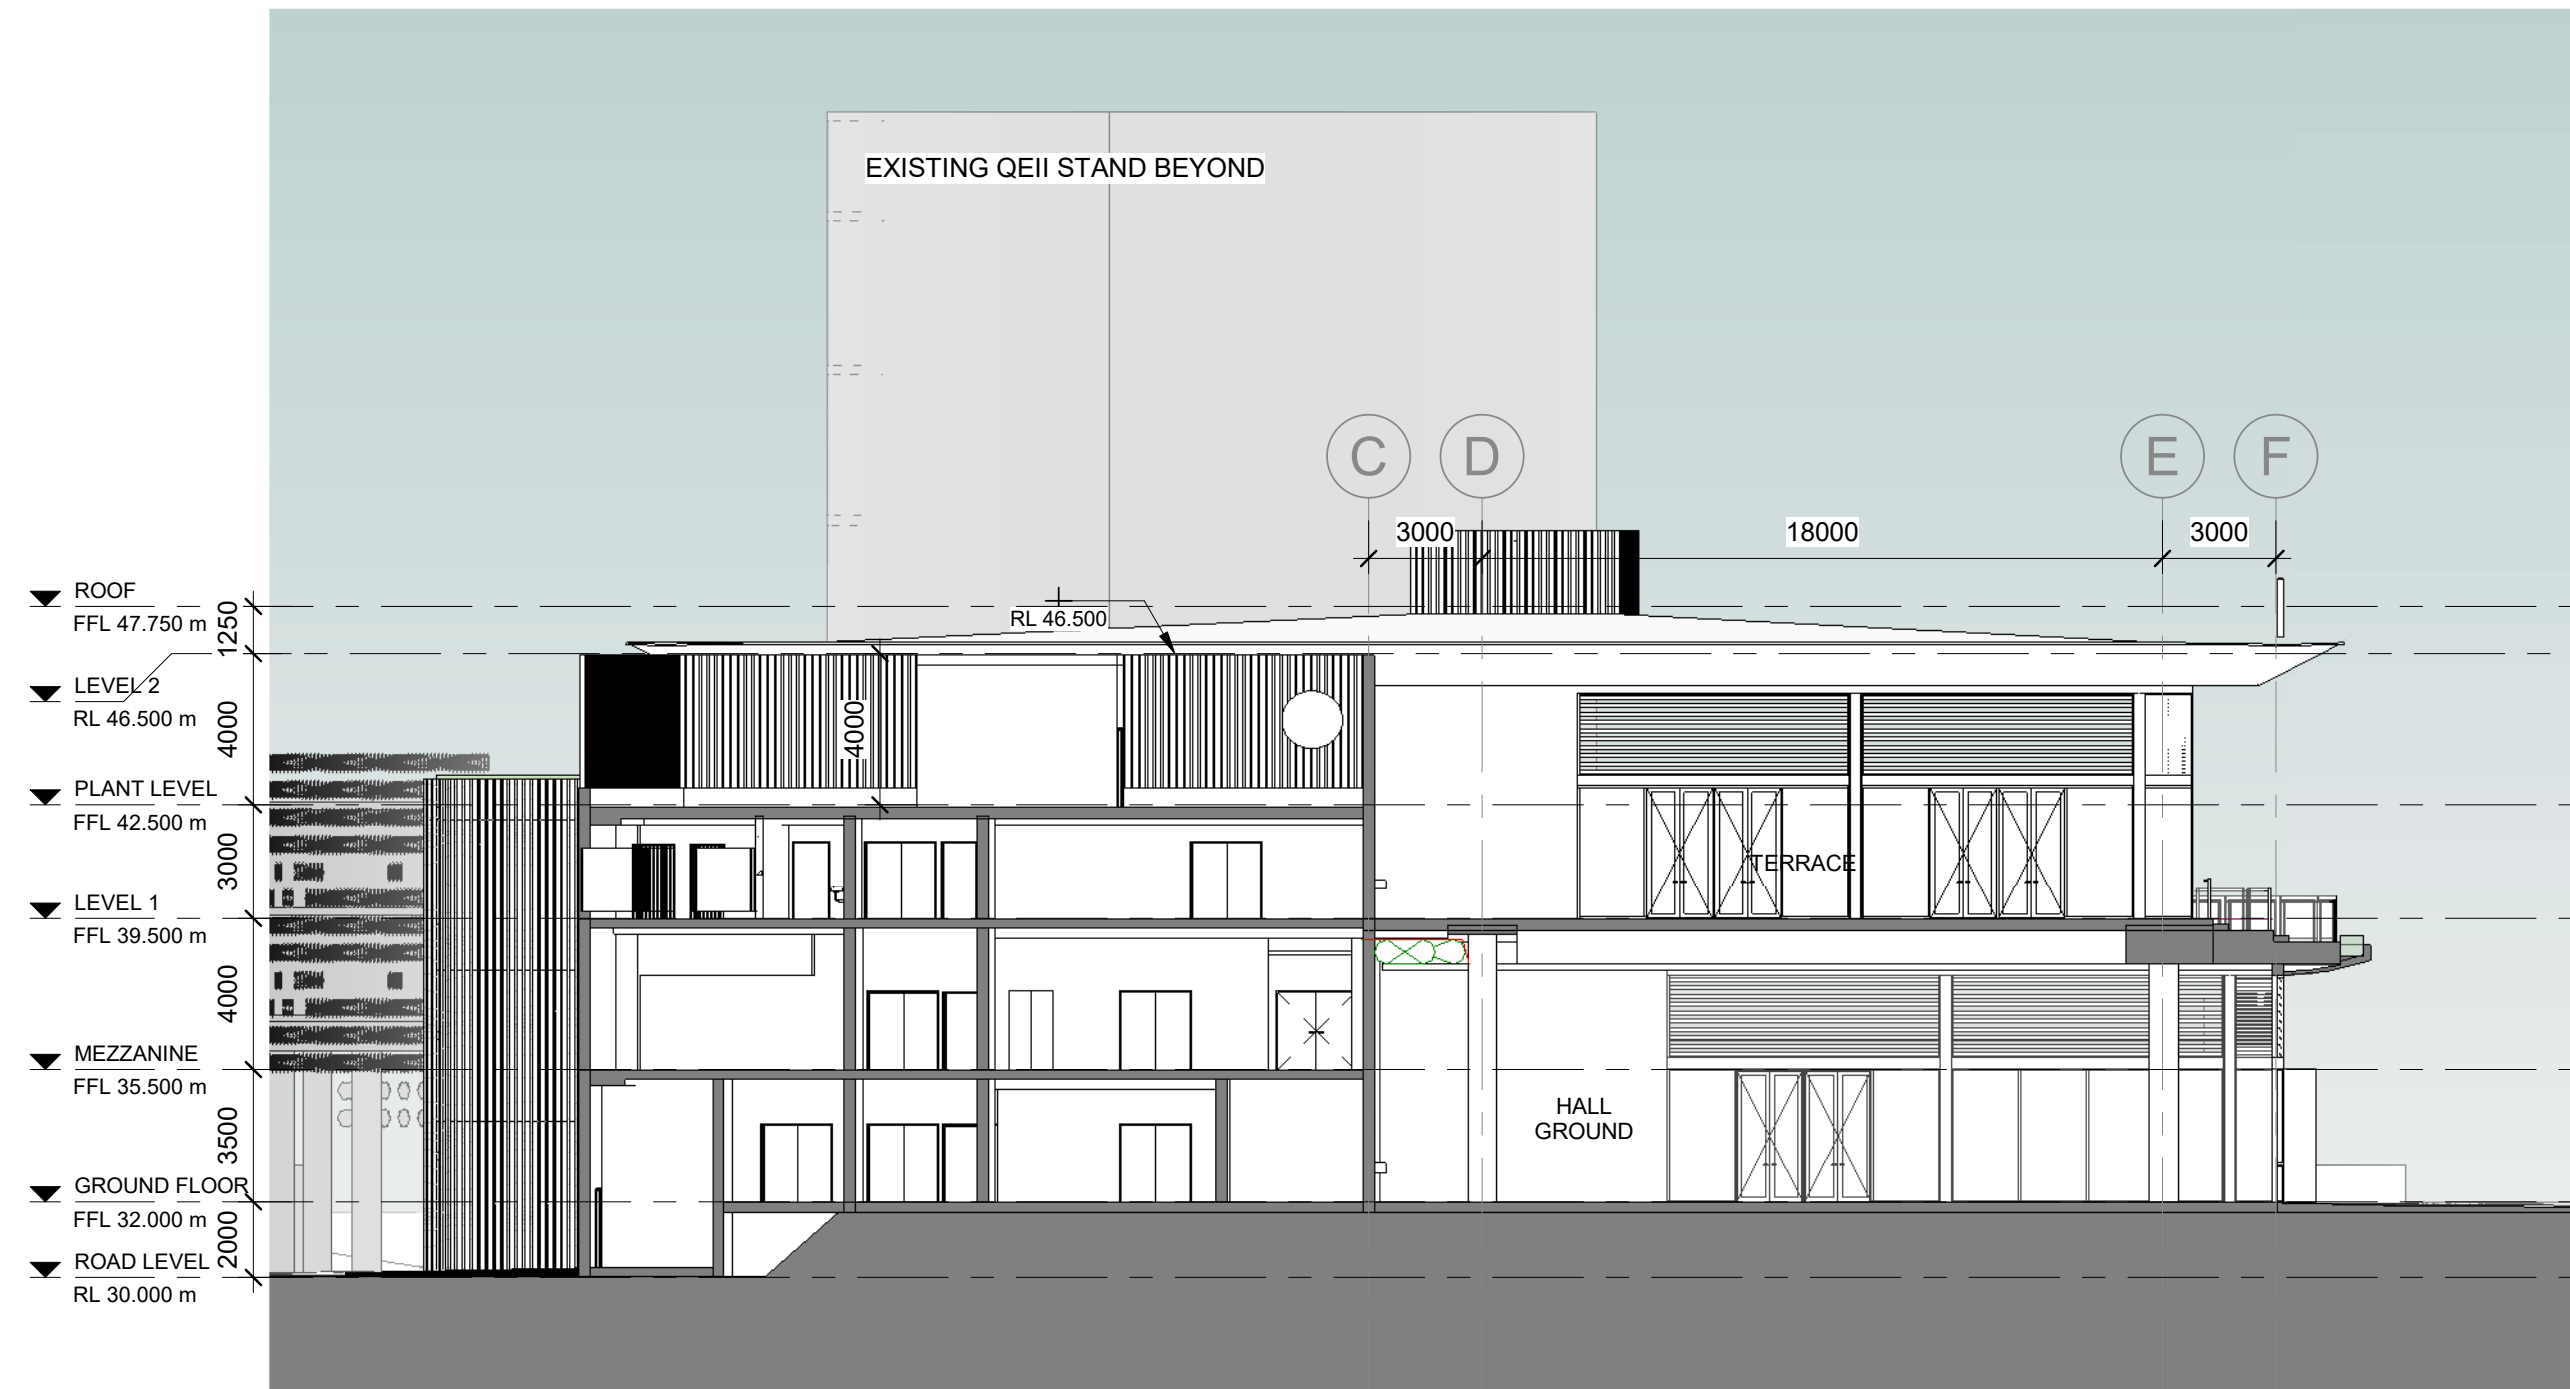 EXISTING QEII STAND BEYOND
C
D
E
F
3000
18000
3000
ROOF
FFL 47.750 m
1250
RL 46.500
LEVEL 2
RL 46.500 m
4000
4000
PLANT LEVEL
FFL 42.500 m
3000
TERRACE
LEVEL 1
FFL 39.500 m
4000
MEZZANINE
FFL 35.500 m
3500
HALL
GROUND
GROUND FLOOR
FFL 32.000 m
2000
ROAD LEVEL
RL 30.000 m